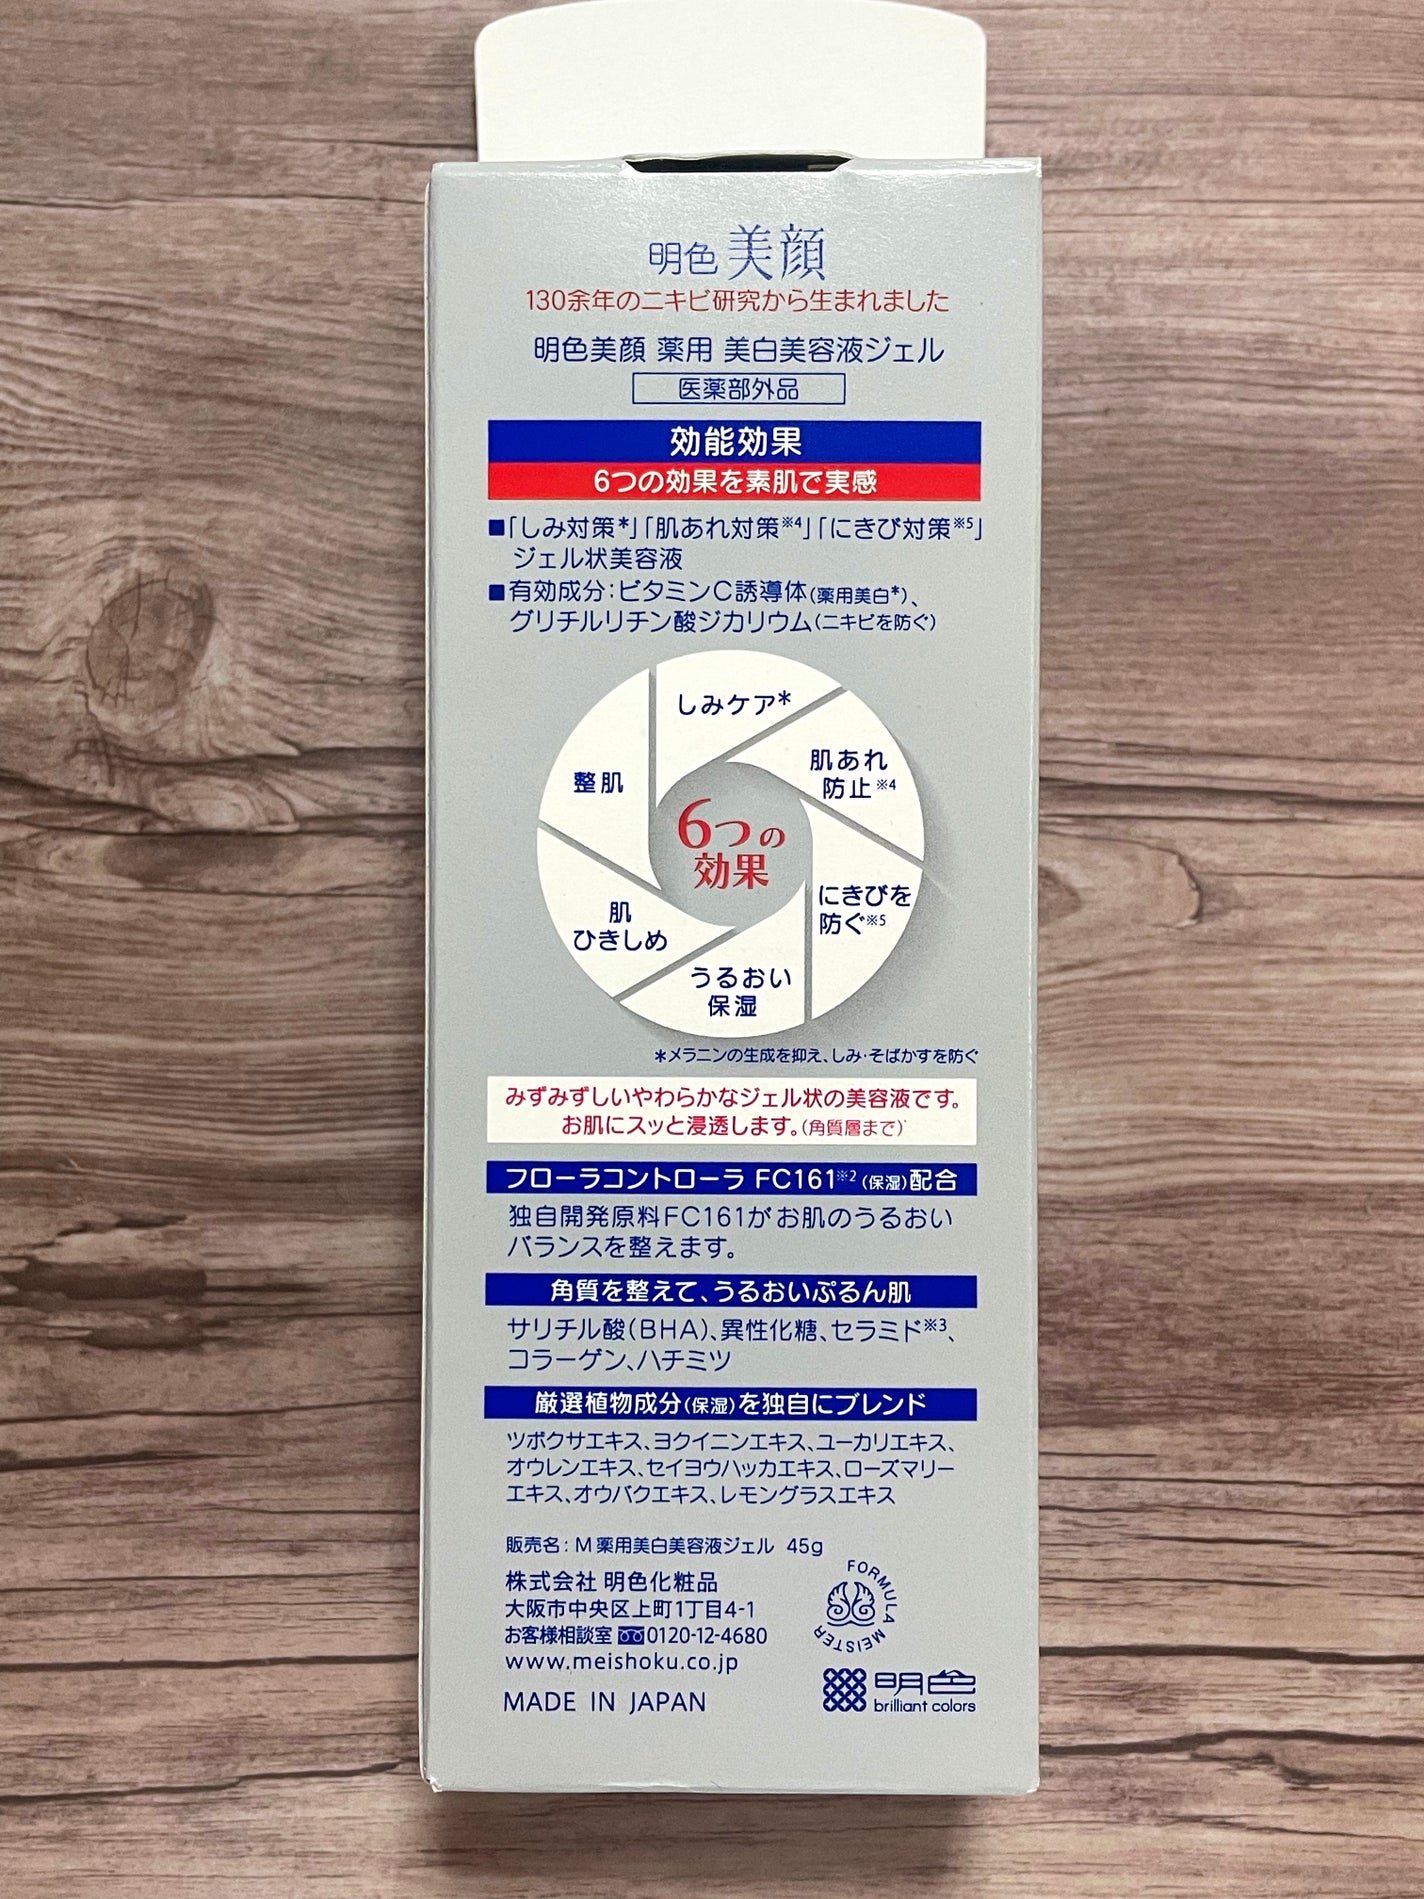 明色美顔
130余年のニキビ研究から生まれました
明色美顔 薬用 美白美容液ジェル
医薬部外品
効能効果
6つの効果を素肌で実感
■「しみ対策*」「肌あれ対策※4」「にきび対策※5」
ジェル状美容液
■有効成分:ビタミンC誘導体(薬用美白*)、
グリチルリチン酸ジカリウム(ニキビを防ぐ)
しみケア*
肌あれ
防止※4
整肌
6つの
効果
にきびを
防ぐ※5
肌
ひきしめ
うるおい
保湿
*メラニンの生成を抑え、しみ・そばかすを防ぐ
みずみずしいやわらかなジェル状の美容液です。
お肌にスッと浸透します。(角質層まで)
フローラコントローラ FC161※2(保湿)配合
独自開発原料FC161がお肌のうるおい
バランスを整えます。
角質を整えて、うるおいぷるん肌
サリチル酸(BHA)、異性化糖、セラミド※3、
コラーゲン、ハチミツ
厳選植物成分(保湿)を独自にブレンド
ツボクサエキス、ヨクイニンエキス、ユーカリエキス、
オウレンエキス、セイヨウハッカエキス、ローズマリー
エキス、オウバクエキス、レモングラスエキス
販売名:M 薬用美白美容液ジェル 45g
株式会社 明色化粧品
大阪市中央区上町1丁目4-1
お客様相談室 0120-12-4680
www.meishoku.co.jp
MADE IN JAPAN
FORMULA MEISTER
明色
brilliant colors